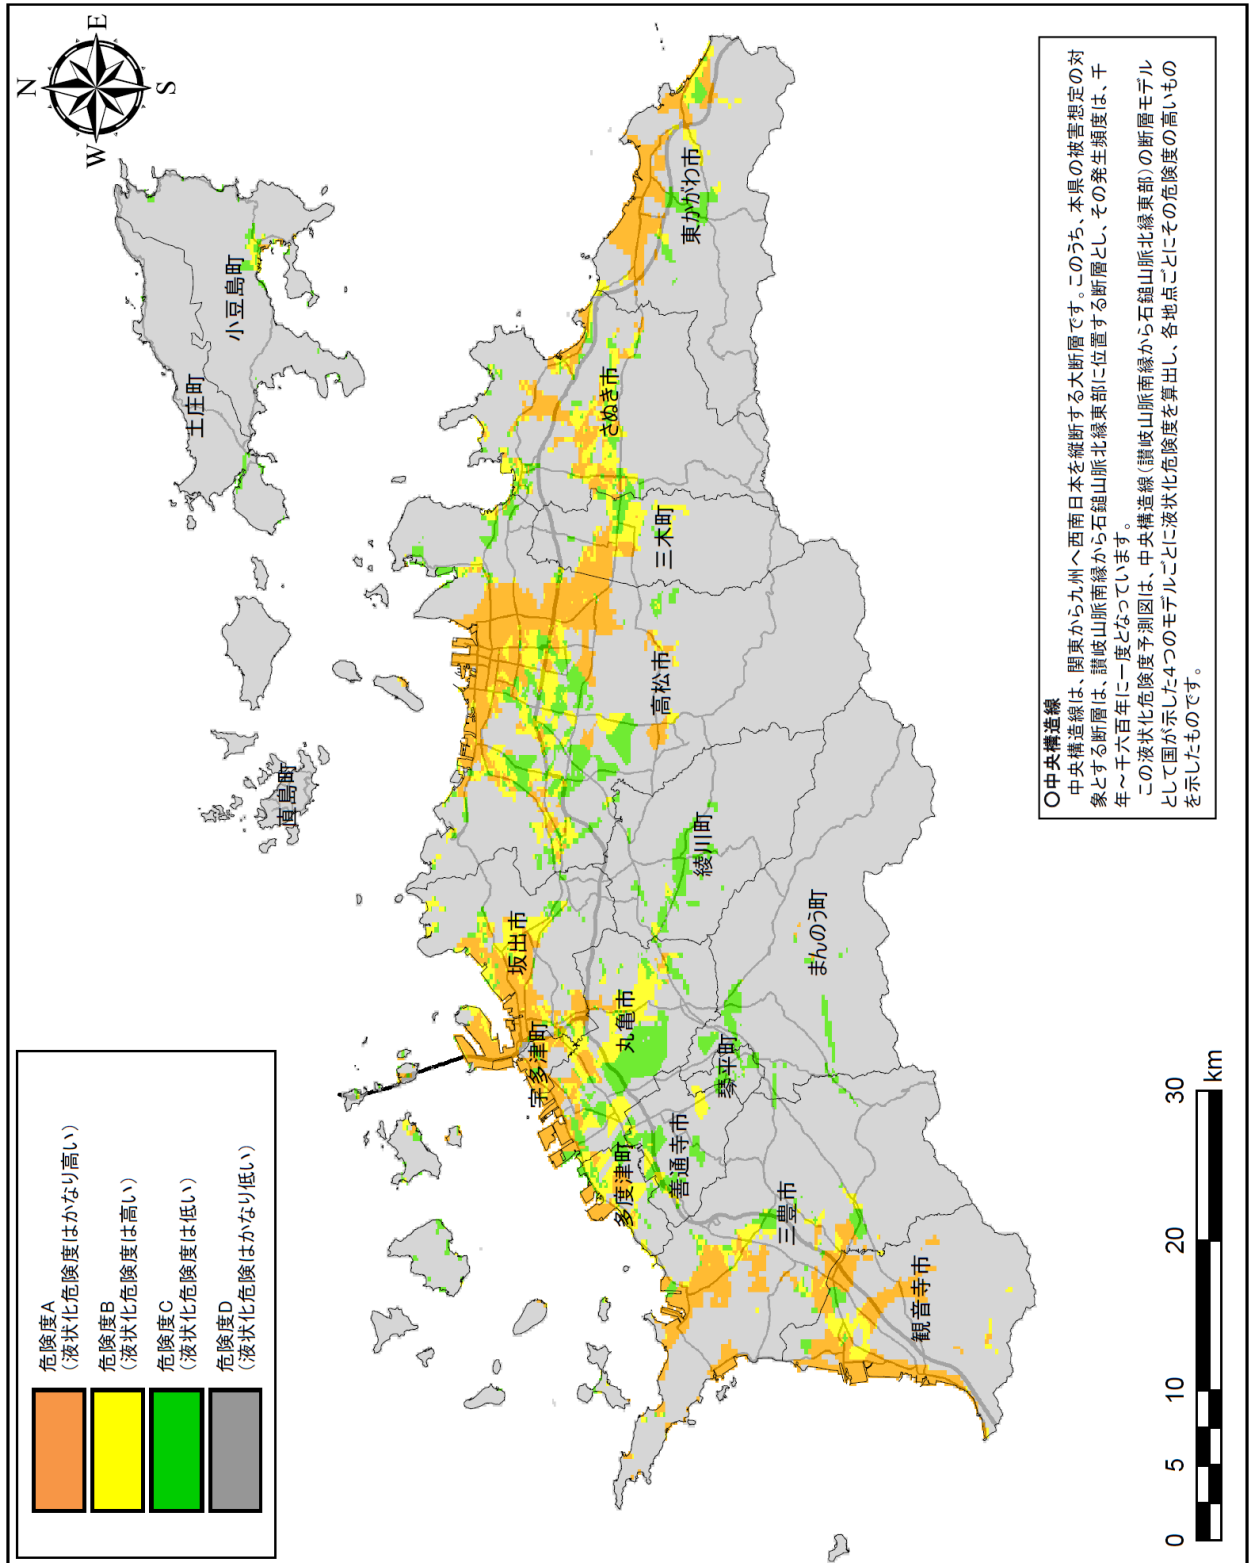 危険度A
（液状化危険度はかなり高い）
危険度B
（液状化危険度は高い）
危険度C
（液状化危険度は低い）
危険度D
（液状化危険はかなり低い）
N
E
S
W
土庄町
小豆島町
直島町
東かがわ市
さぬき市
三木町
高松市
綾川町
坂出市
宇多津町
丸亀市
まんのう町
琴平町
善通寺市
多度津町
三豊市
観音寺市
0 5 10 20 30
km
〇中央構造線
中央構造線は、関東から九州へ西南日本を縦断する大断層です。このうち、本県の被害想定の対
象とする断層は、讃岐山脈南縁から石鎚山脈北縁東部に位置する断層とし、その発生頻度は、千
年～千六百年に一度となっています。
この液状化危険度予測図は、中央構造線（讃岐山脈南縁から石鎚山脈北縁東部）の断層モデル
として国が示した4つのモデルごとに液状化危険度を算出し、各地点ごとにその危険度の高いもの
を示したものです。